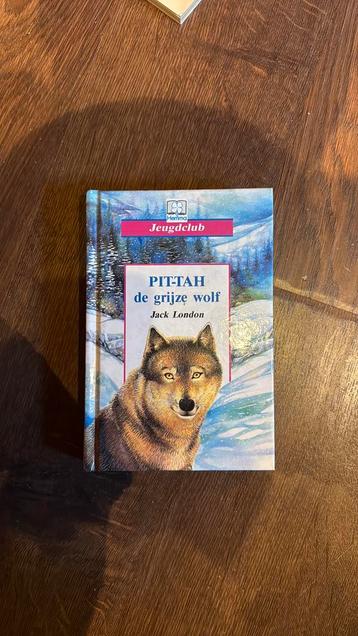 Hemma
Jeugdclub
PIT-TAH
de grijze wolf
Jack London